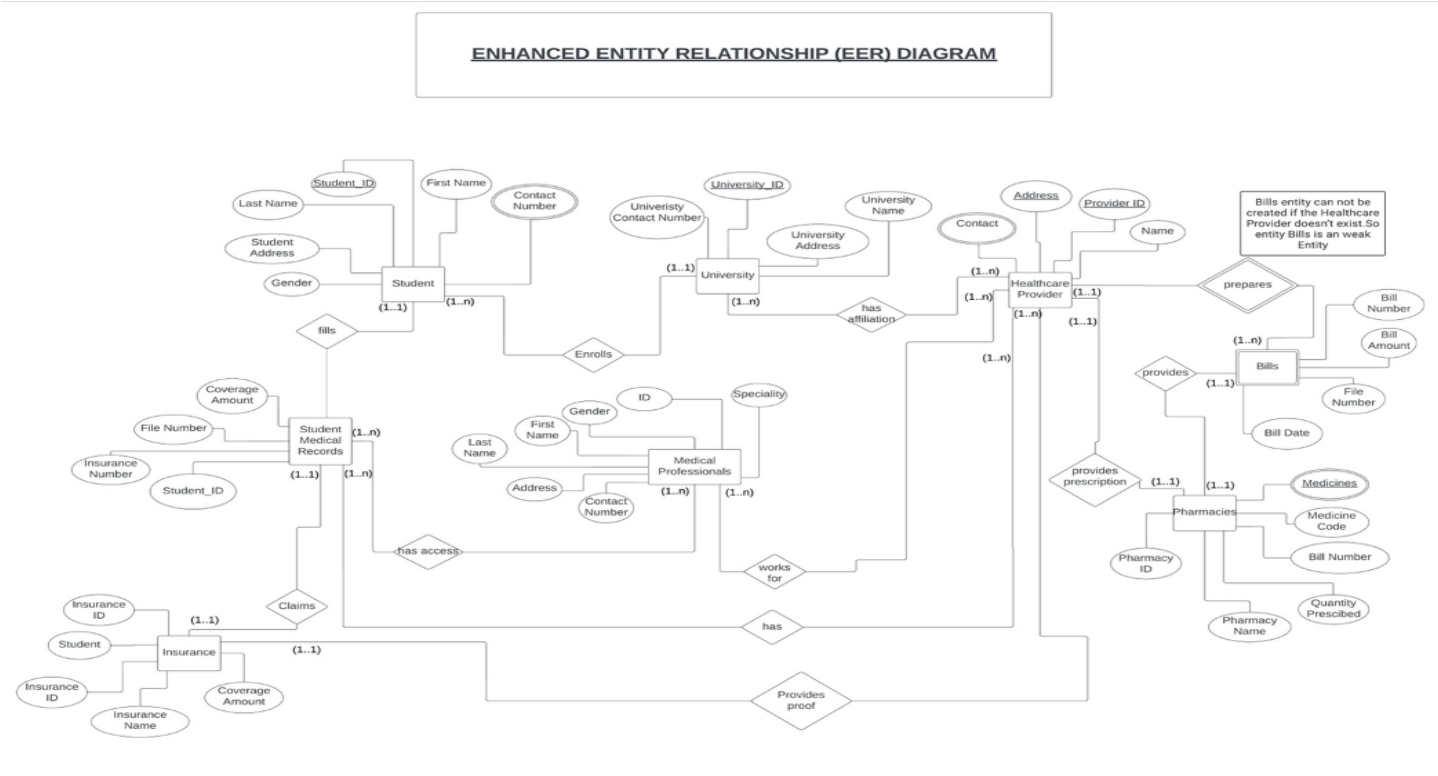 ENHANCED ENTITY RELATIONSHIP (EER) DIAGRAM
Student_ID
First Name
Last Name
Contact
Number
Student
Address
Gender
Student
(1..1)
(1..n)
fills
Enrolls
Univeristy
Contact Number
University_ID
University
Name
University
Address
(1..1)
University
(1..n)
has
affiliation
Address
Provider ID
Contact
Name
(1..n)
Healthcare
Provider
(1..n)
(1..1)
(1..n)
(1..1)
(1..n)
Bills entity can not be
created if the Healthcare
Provider doesn't exist.So
entity Bills is an weak
Entity
prepares
Bill
Number
Bill
Amount
(1..n)
Bills
provides
(1..1)
File
Number
Bill Date
Coverage
Amount
File Number
Insurance
Number
Student_ID
Student
Medical
Records
(1..n)
(1..1)
(1..n)
ID
Speciality
Gender
First
Name
Last
Name
Address
Contact
Number
Medical
Professionals
(1..n)
(1..n)
has access
works
for
provides
prescription
(1..1)
(1..1)
Pharmacies
Medicines
Medicine
Code
Bill Number
Pharmacy
ID
Quantity
Prescibed
Pharmacy
Name
Claims
has
Insurance
ID
(1..1)
Student
Insurance
(1..1)
Insurance
ID
Coverage
Amount
Insurance
Name
Provides
proof